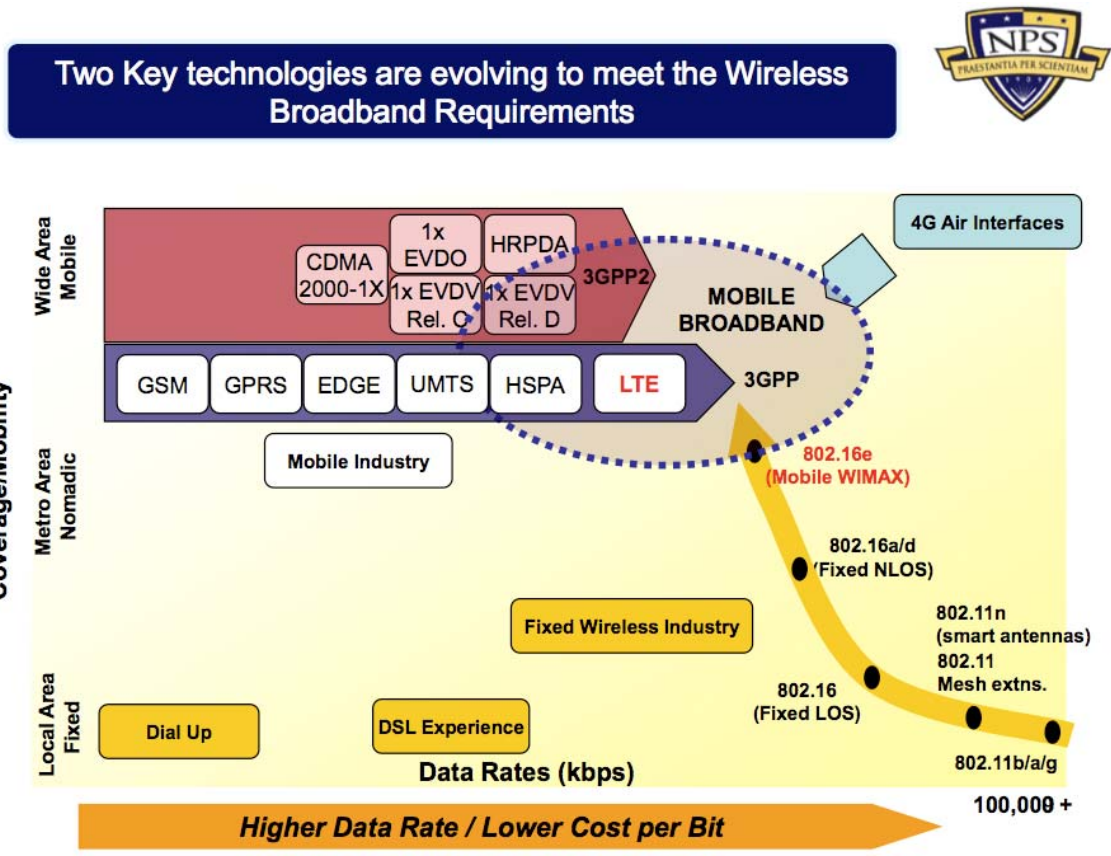 Two Key technologies are evolving to meet the Wireless
Broadband Requirements
NPS
PRAESTANTIA PER SCIENTIAM
Coverage/Mobility
Wide Area
Mobile
Metro Area
Nomadic
Local Area
Fixed
4G Air Interfaces
CDMA
2000-1X
1x
EVDO
HRPDA
1x EVDV
Rel. C
1x EVDV
Rel. D
3GPP2
MOBILE
BROADBAND
GSM
GPRS
EDGE
UMTS
HSPA
LTE
3GPP
Mobile Industry
802.16e
(Mobile WIMAX)
802.16a/d
(Fixed NLOS)
Fixed Wireless Industry
802.11n
(smart antennas)
802.11
Mesh extns.
802.16
(Fixed LOS)
Dial Up
DSL Experience
802.11b/a/g
Data Rates (kbps)
100,000 +
Higher Data Rate / Lower Cost per Bit